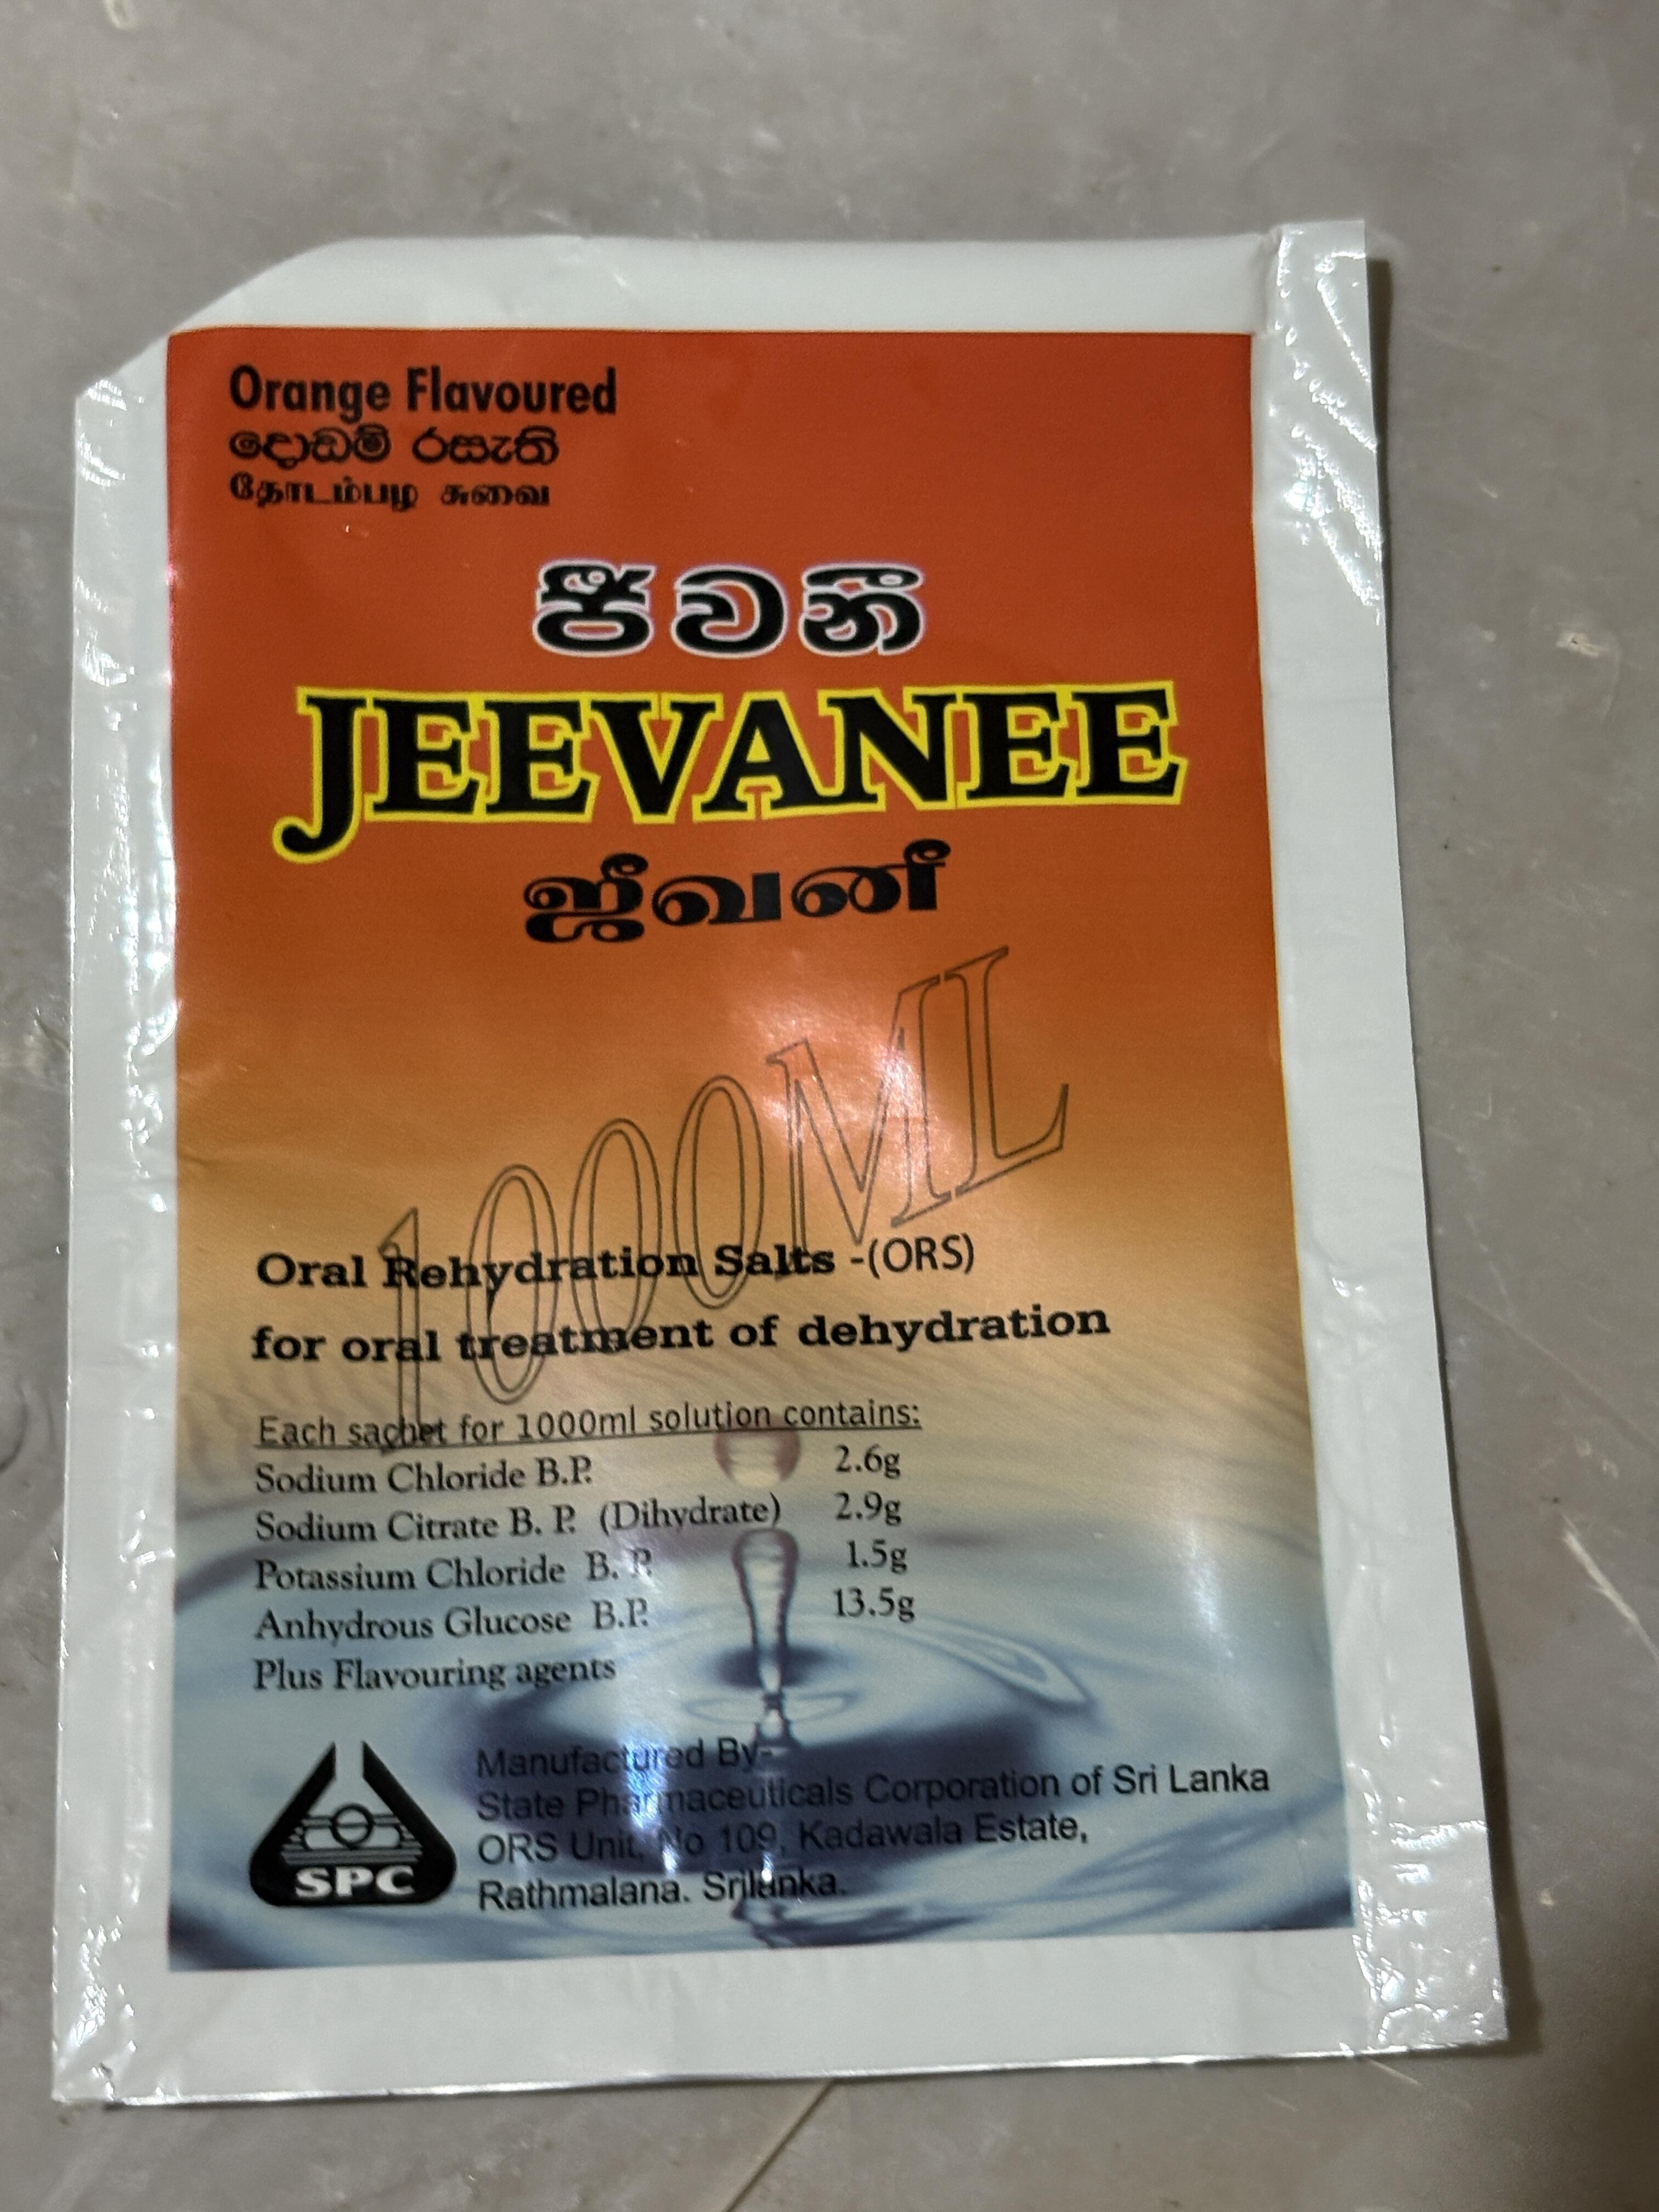 Orange Flavoured
දොඩම් රසැති
தோடம்பழ சுவை
ජීවනී
JEEVANEE
ஜீவனீ
1000ML
Oral Rehydration Salts -(ORS)
for oral treatment of dehydration
Each sachet for 1000ml solution contains:
Sodium Chloride B.P. 2.6g
Sodium Citrate B. P. (Dihydrate) 2.9g
Potassium Chloride B. P. 1.5g
Anhydrous Glucose B.P. 13.5g
Plus Flavouring agents
Manufactured By-
State Pharmaceuticals Corporation of Sri Lanka
ORS Unit, No 109, Kadawala Estate,
Rathmalana. Srilanka.
SPC